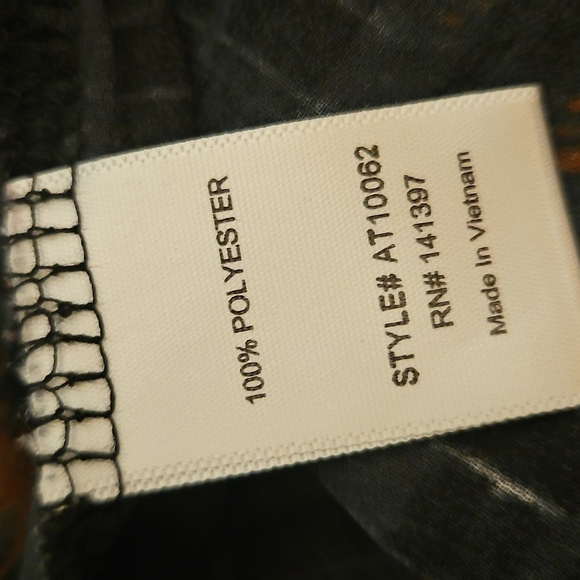 100% POLYESTER
STYLE# AT10062
RN# 141397
Made In Vietnam